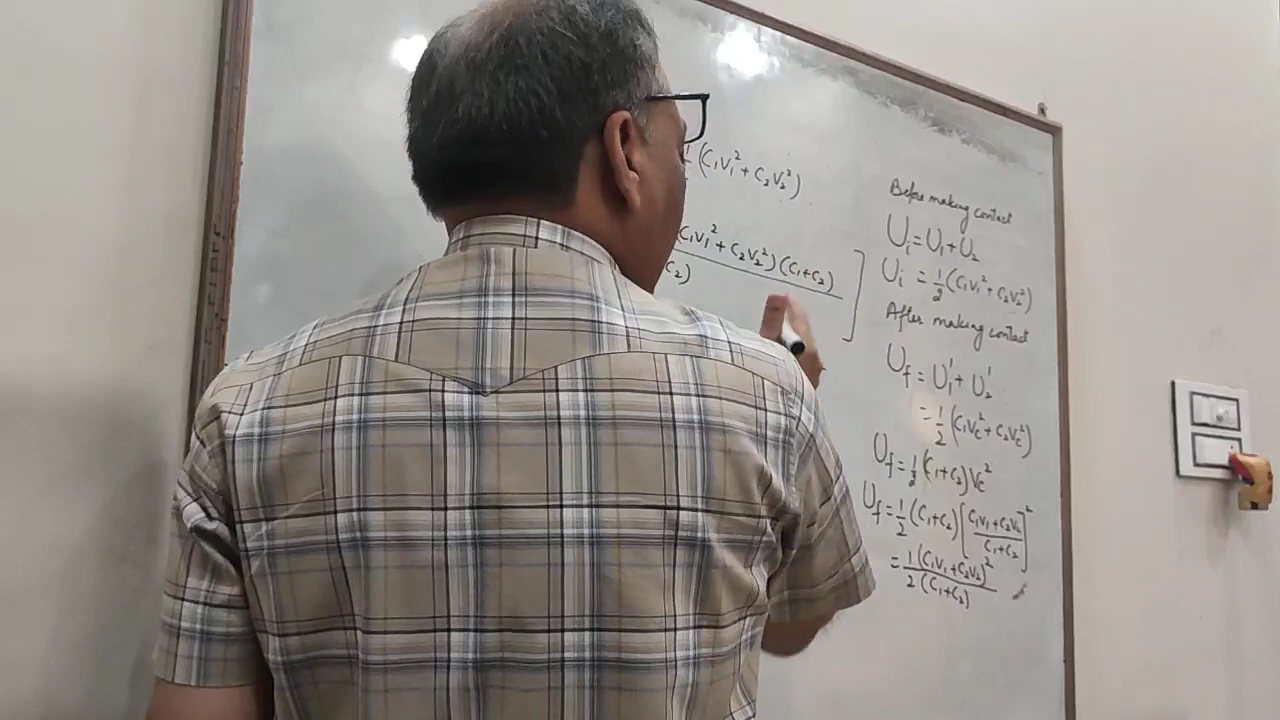 (C₁V₁² + C₂V₂²)
(C₁V₁² + C₂V₂²)(C₁+C₂)
C₂) ]
Before making contact
Uᵢ = U₁ + U₂
Uᵢ = 1/2 (C₁V₁² + C₂V₂²)
After making contact
U_f = U₁' + U₂'
= 1/2 (C₁V_C² + C₂V_C²)
U_f = 1/2 (C₁+C₂)V_C²
U_f = 1/2 (C₁+C₂) [C₁V₁+C₂V₂ / C₁+C₂]²
= 1 (C₁V₁+C₂V₂)² / 2 (C₁+C₂)